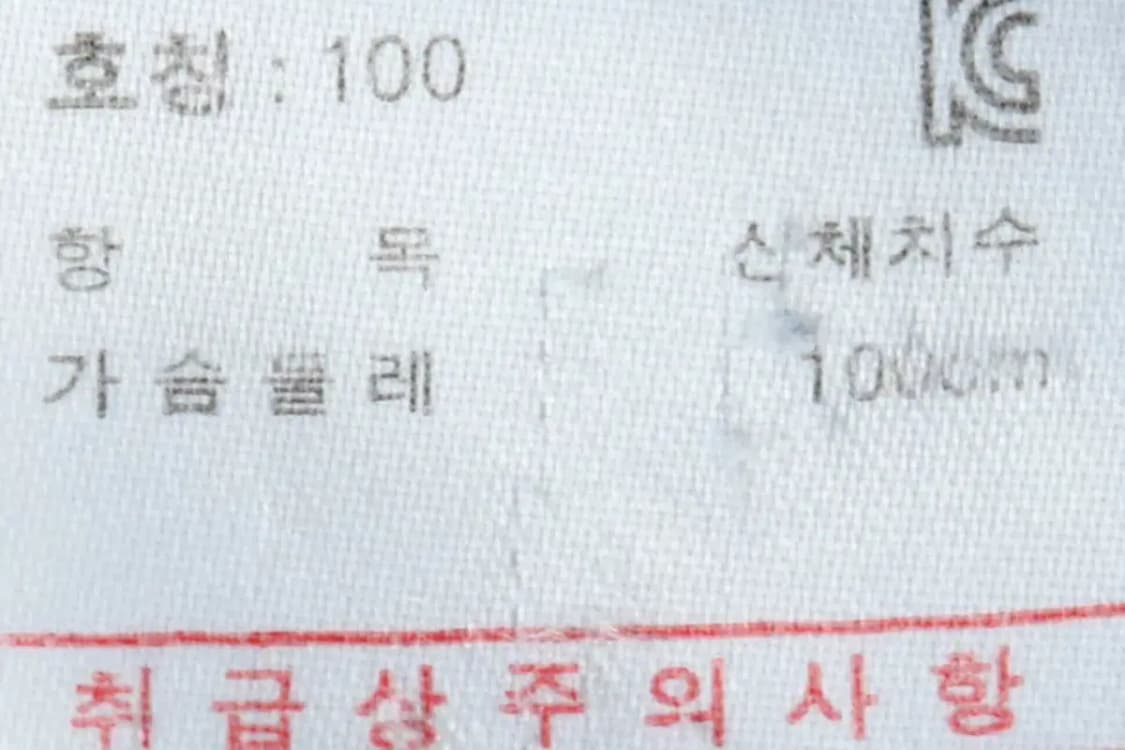 호칭 : 100
KC
항 목 신체치수
가슴둘레 100cm
취급상주의사항